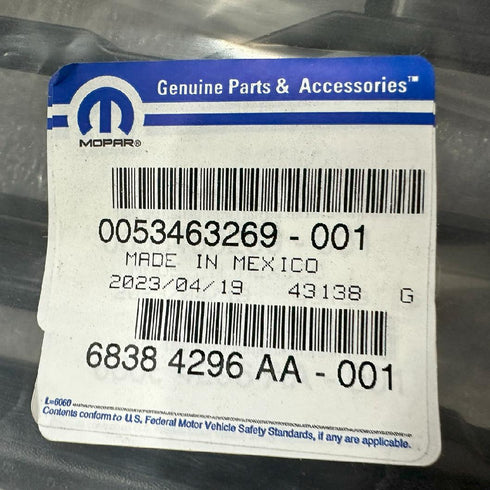 Genuine Parts & Accessories™
MOPAR®
0053463269 - 001
MADE IN MEXICO
2023/04/19 43138 G
6838 4296 AA - 001
L-6060
Contents conform to U.S. Federal Motor Vehicle Safety Standards, if any are applicable.